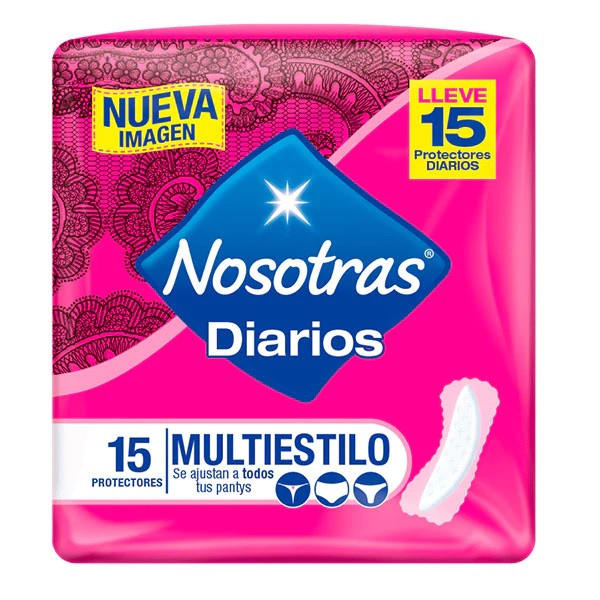 NUEVA
IMAGEN
LLEVE
15
Protectores
DIARIOS
Nosotras®
Diarios
15
PROTECTORES
MULTIESTILO
Se ajustan a todos
tus pantys